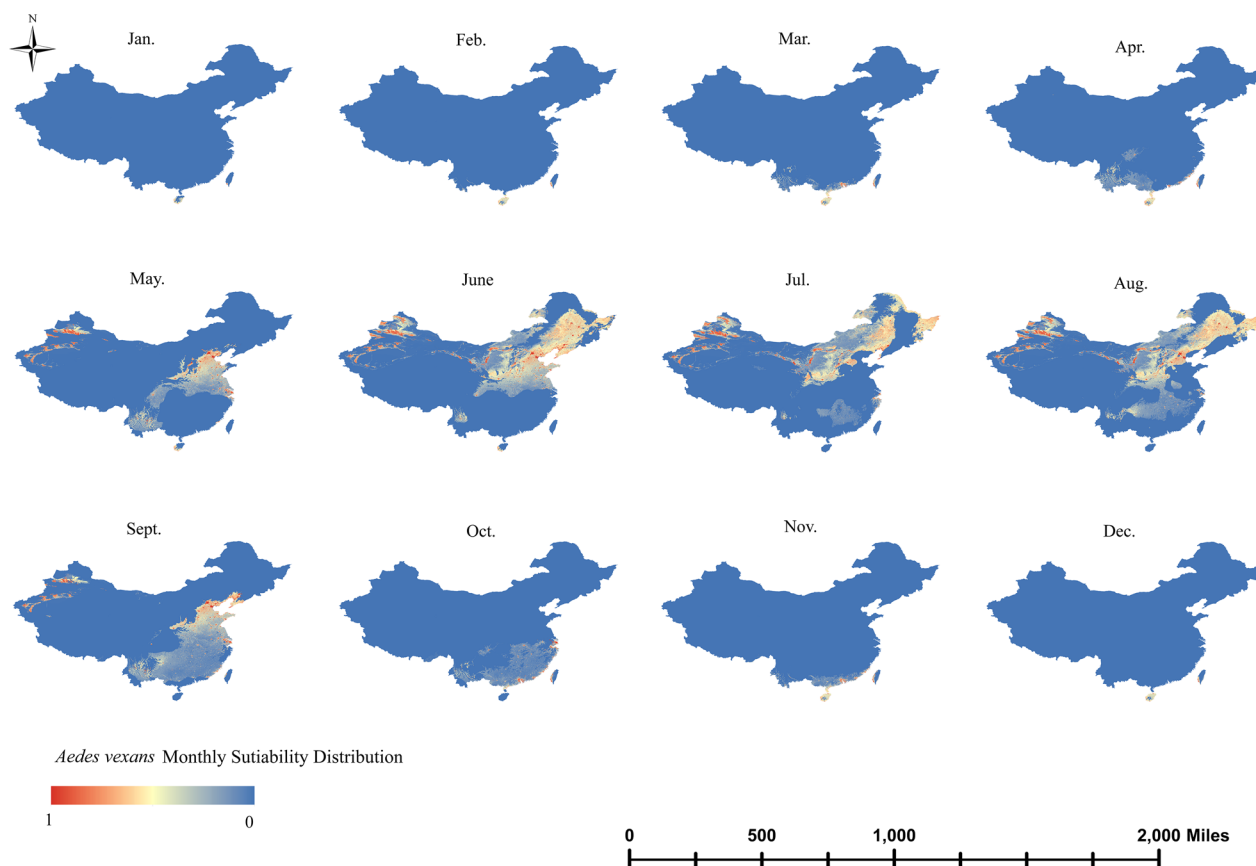 N
Jan.
Feb.
Mar.
Apr.
May.
June
Jul.
Aug.
Sept.
Oct.
Nov.
Dec.
Aedes vexans Monthly Sutiability Distribution
1 0
0 500 1,000 2,000 Miles